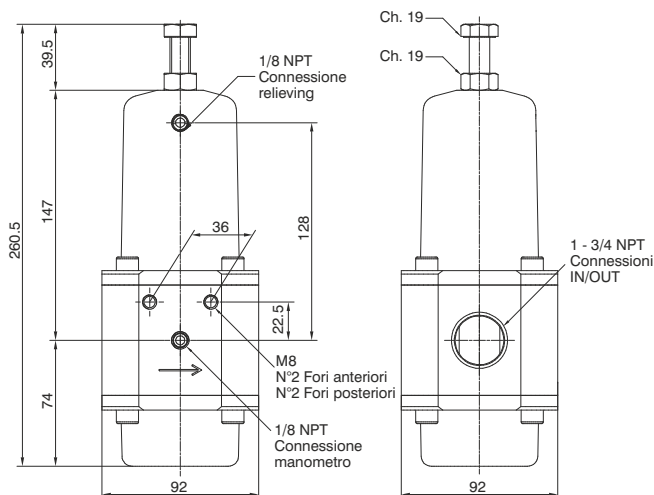 39.5
147
260.5
74
1/8 NPT
Connessione
relieving
36
128
22.5
M8
N°2 Fori anteriori
N°2 Fori posteriori
1/8 NPT
Connessione
manometro
92
Ch. 19
Ch. 19
1 - 3/4 NPT
Connessioni
IN/OUT
92